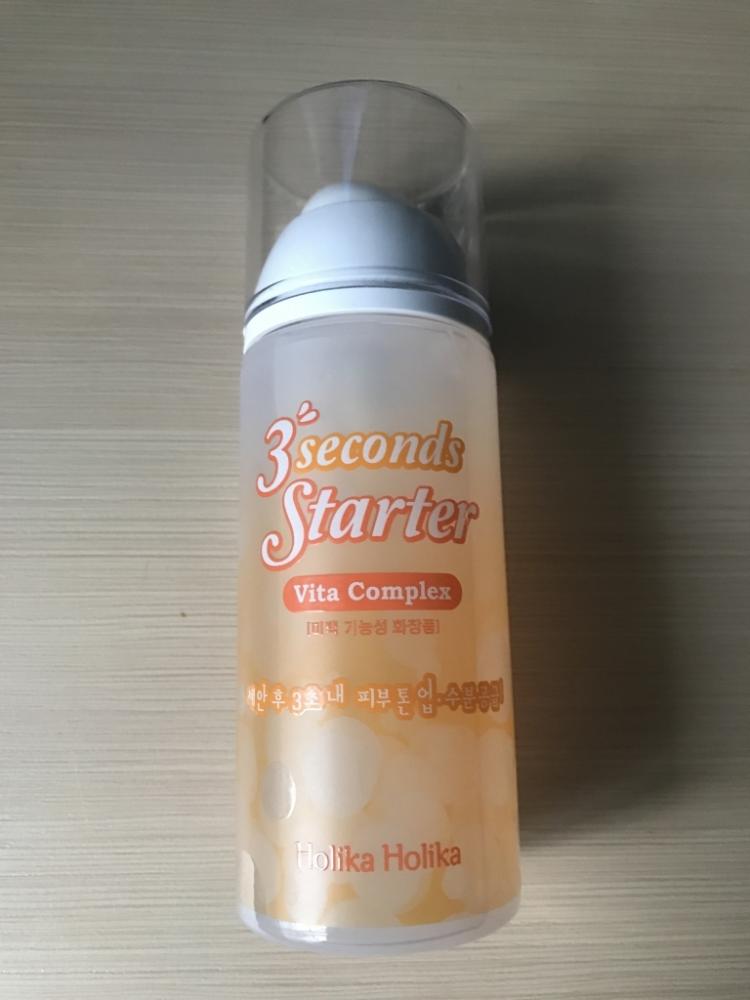 3 seconds
Starter
Vita Complex
[미백 기능성 화장품]
세안 후 3초 내 피부 톤 업·수분공급!
Holika Holika